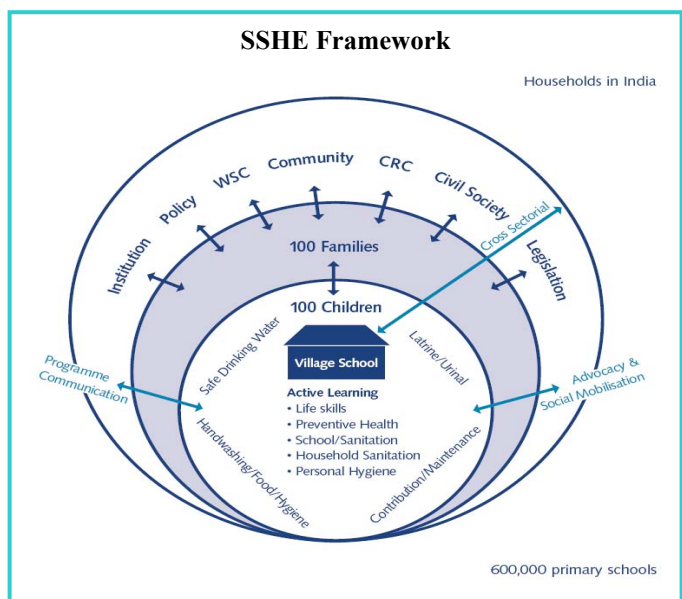 SSHE Framework
Households in India
Institution
Policy
WSC
Community
CRC
Civil Society
Legislation
Cross Sectorial
100 Families
100 Children
Safe Drinking Water
Latrine/Urinal
Village School
Programme
Communication
Advocacy &
Social Mobilisation
Active Learning
• Life skills
• Preventive Health
• School/Sanitation
• Household Sanitation
• Personal Hygiene
Handwashing/Food/Hygiene
Contribution/Maintenance
600,000 primary schools